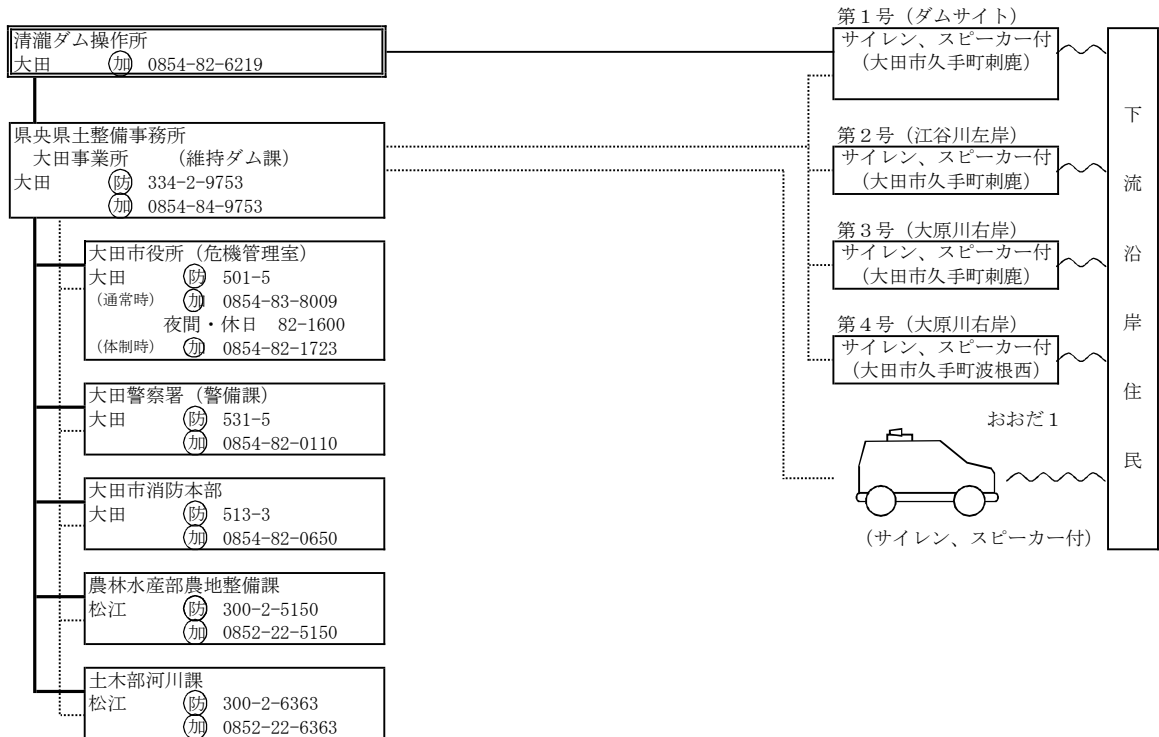 清瀧ダム操作所
大田　加　0854-82-6219
県央県土整備事務所
大田事業所　（維持ダム課）
大田　防　334-2-9753
加　0854-84-9753
大田市役所（危機管理室）
大田　防　501-5
（通常時）　加　0854-83-8009
夜間・休日　82-1600
（体制時）　加　0854-82-1723
大田警察署（警備課）
大田　防　531-5
加　0854-82-0110
大田市消防本部
大田　防　513-3
加　0854-82-0650
農林水産部農地整備課
松江　防　300-2-5150
加　0852-22-5150
土木部河川課
松江　防　300-2-6363
加　0852-22-6363
第１号（ダムサイト）
サイレン、スピーカー付
（大田市久手町刺鹿）
第２号（江谷川左岸）
サイレン、スピーカー付
（大田市久手町刺鹿）
第３号（大原川右岸）
サイレン、スピーカー付
（大田市久手町刺鹿）
第４号（大原川右岸）
サイレン、スピーカー付
（大田市久手町波根西）
おおだ１
（サイレン、スピーカー付）
下流沿岸住民